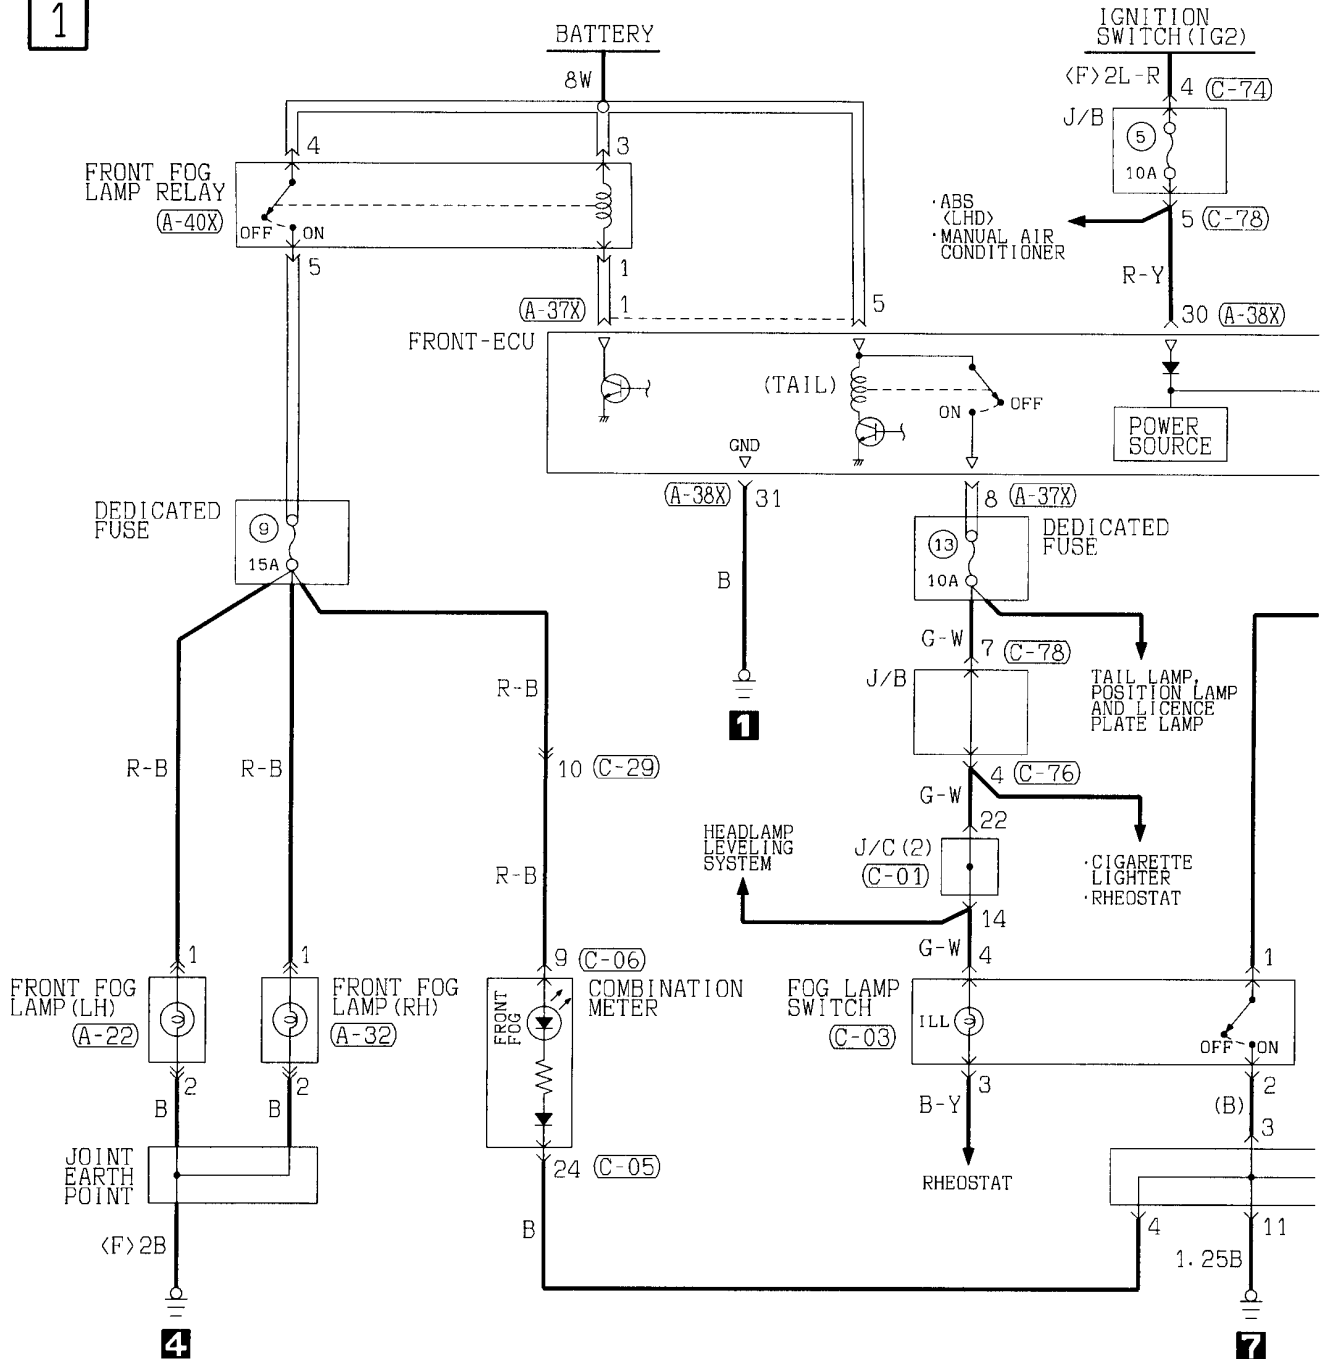 1
BATTERY
IGNITION
SWITCH(IG2)
8W
<F>2L-R
4
(C-74)
J/B
5
10A
4
3
FRONT FOG
LAMP RELAY
(A-40X)
OFF
ON
5
1
·ABS
<LHD>
·MANUAL AIR
CONDITIONER
5
(C-78)
R-Y
(A-37X)
1
5
30
(A-38X)
FRONT-ECU
(TAIL)
ON
OFF
POWER
SOURCE
GND
(A-38X)
31
8
(A-37X)
DEDICATED
FUSE
9
15A
13
10A
DEDICATED
FUSE
B
G-W
7
(C-78)
J/B
TAIL LAMP,
POSITION LAMP
AND LICENCE
PLATE LAMP
R-B
1
R-B
R-B
10
(C-29)
4
(C-76)
G-W
22
HEADLAMP
LEVELING
SYSTEM
J/C(2)
(C-01)
·CIGARETTE
LIGHTER
·RHEOSTAT
R-B
14
G-W
1
1
9
(C-06)
4
1
FRONT FOG
LAMP(LH)
(A-22)
FRONT FOG
LAMP(RH)
(A-32)
FRONT
FOG
COMBINATION
METER
FOG LAMP
SWITCH
(C-03)
ILL
OFF
ON
2
2
3
2
B
B
B-Y
(B)
3
JOINT
EARTH
POINT
24
(C-05)
RHEOSTAT
<F>2B
B
4
11
1.25B
4
7